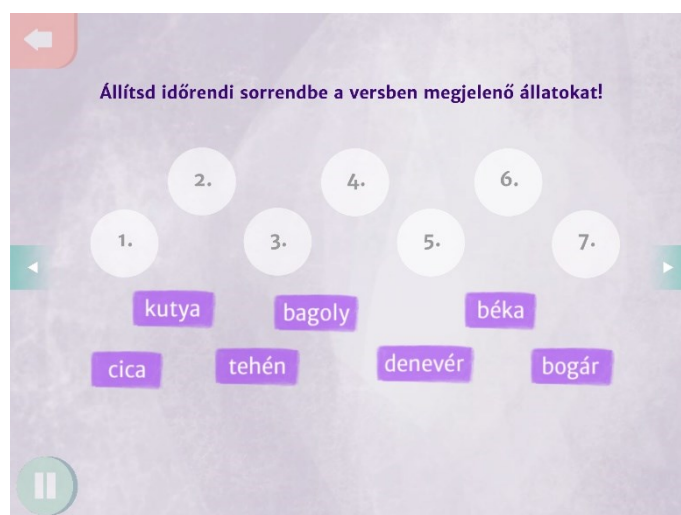 Állítsd időrendi sorrendbe a versben megjelenő állatokat!
2. 4. 6.
1. 3. 5. 7.
kutya bagoly béka
cica tehén denevér bogár